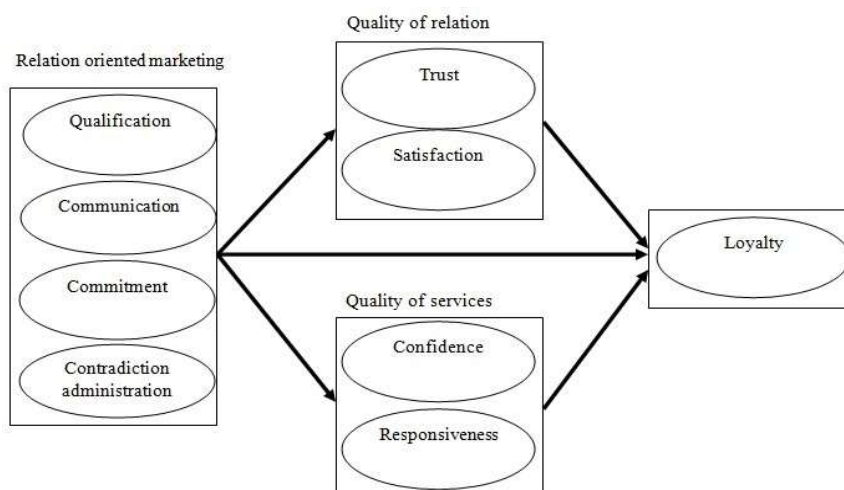 Relation oriented marketing
Qualification
Communication
Commitment
Contradiction
administration
Quality of relation
Trust
Satisfaction
Quality of services
Confidence
Responsiveness
Loyalty